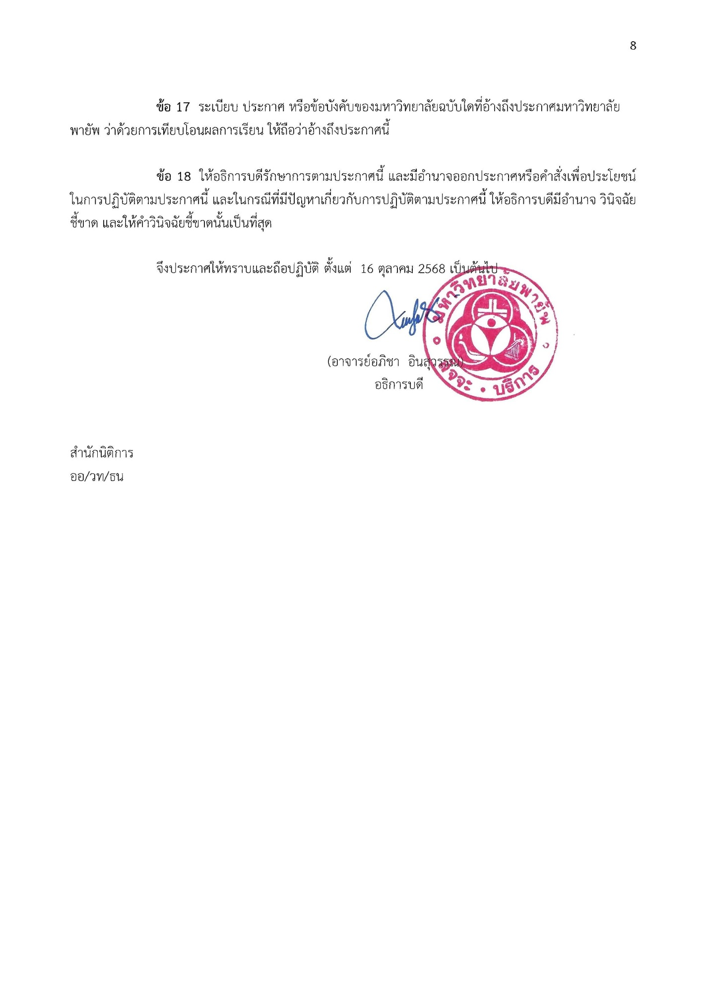 8
ข้อ 17 ระเบียบ ประกาศ หรือข้อบังคับของมหาวิทยาลัยฉบับใดที่อ้างถึงประกาศมหาวิทยาลัย
พายัพ ว่าด้วยการเทียบโอนผลการเรียน ให้ถือว่าอ้างถึงประกาศนี้
ข้อ 18 ให้อธิการบดีรักษาการตามประกาศนี้ และมีอำนาจออกประกาศหรือคำสั่งเพื่อประโยชน์
ในการปฏิบัติตามประกาศนี้ และในกรณีที่มีปัญหาเกี่ยวกับการปฏิบัติตามประกาศนี้ ให้อธิการบดีมีอำนาจ วินิจฉัย
ชี้ขาด และให้คำวินิจฉัยชี้ขาดนั้นเป็นที่สุด
จึงประกาศให้ทราบและถือปฏิบัติ ตั้งแต่ 16 ตุลาคม 2568 เป็นต้นไป
มหาวิทยาลัยพายัพ
สัจจะ • บริการ
(อาจารย์อภิชา อินสุวรรณ)
อธิการบดี
สำนักนิติการ
ออ/วท/ธน